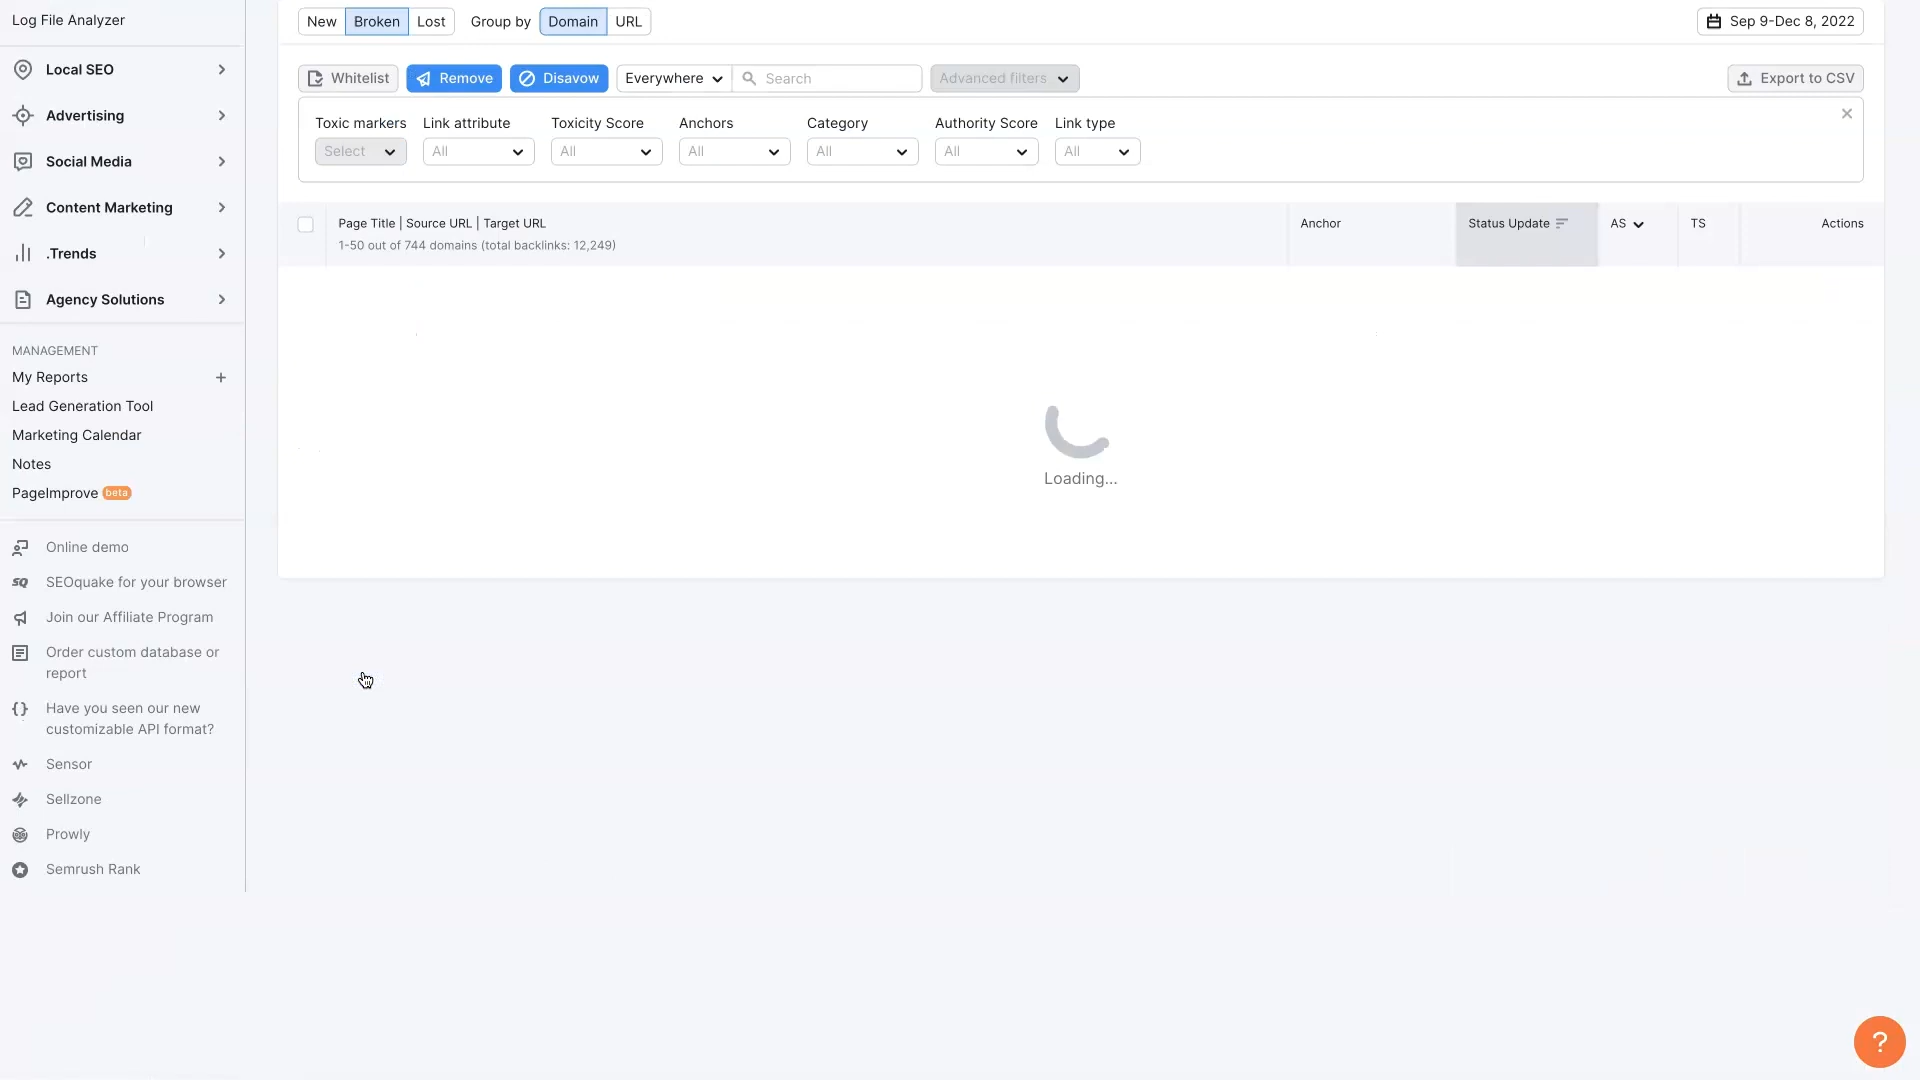 Log File Analyzer
Local SEO
Advertising
Social Media
Content Marketing
.Trends
Agency Solutions
MANAGEMENT
My Reports +
Lead Generation Tool
Marketing Calendar
Notes
PageImprove beta
Online demo
SQ SEOquake for your browser
Join our Affiliate Program
Order custom database or
report
{} Have you seen our new
customizable API format?
Sensor
Sellzone
Prowly
Semrush Rank
New Broken Lost Group by Domain URL Sep 9-Dec 8, 2022
Whitelist Remove Disavow Everywhere Search Advanced filters Export to CSV
Toxic markers Link attribute Toxicity Score Anchors Category Authority Score Link type
Select All All All All All All
Page Title | Source URL | Target URL Anchor Status Update AS TS Actions
1-50 out of 744 domains (total backlinks: 12,249)
Loading...
?